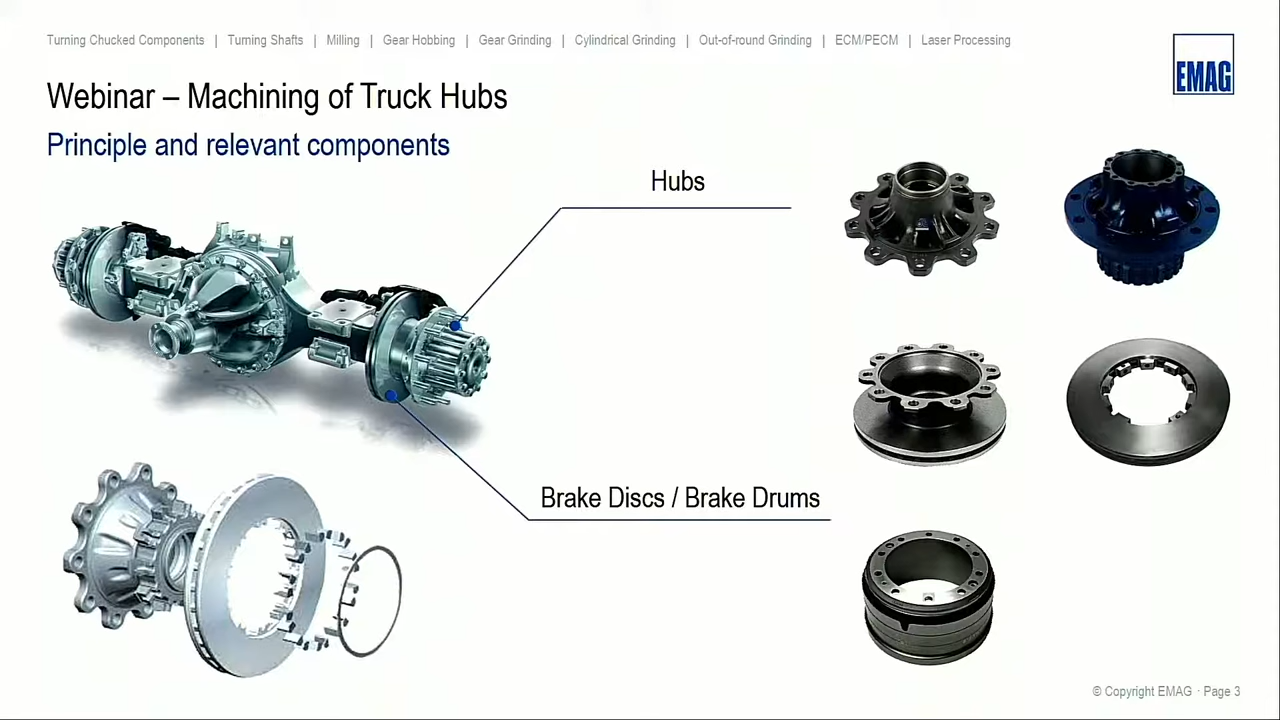 Turning Chucked Components | Turning Shafts | Milling | Gear Hobbing | Gear Grinding | Cylindrical Grinding | Out-of-round Grinding | ECM/PECM | Laser Processing
EMAG
Webinar – Machining of Truck Hubs
Principle and relevant components
Hubs
Brake Discs / Brake Drums
© Copyright EMAG · Page 3